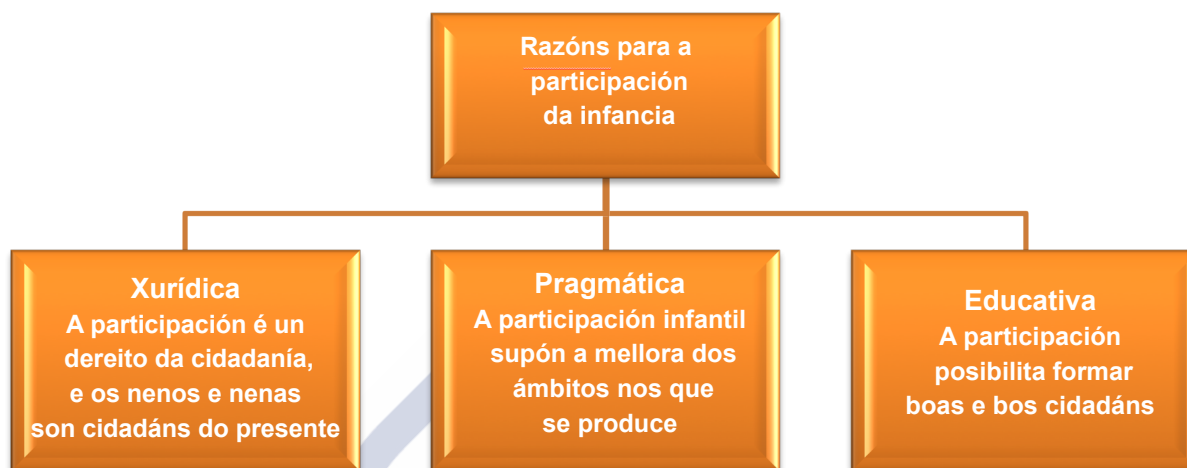 Razóns para a
participación
da infancia
Xurídica
A participación é un
dereito da cidadanía,
e os nenos e nenas
son cidadáns do presente
Pragmática
A participación infantil
supón a mellora dos
ámbitos nos que
se produce
Educativa
A participación
posibilita formar
boas e bos cidadáns